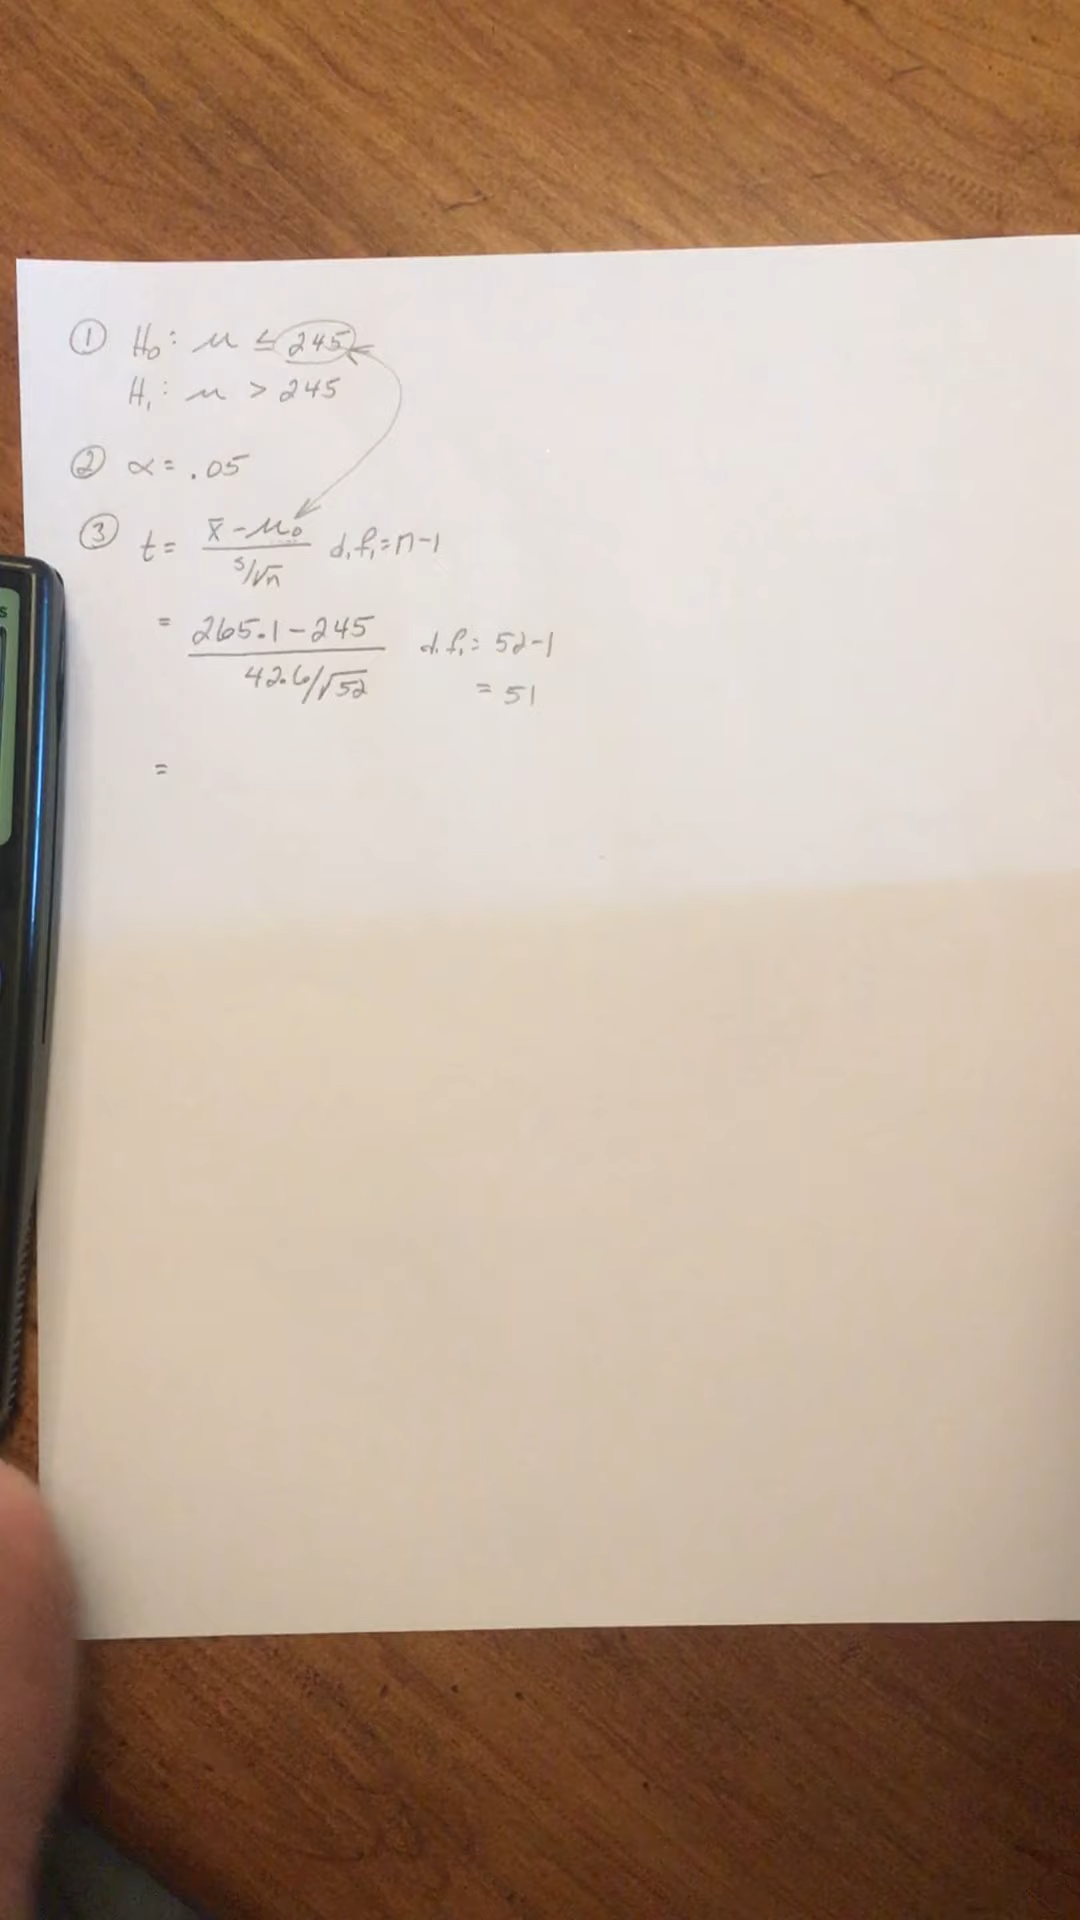 ① H₀: μ ≤ 245
H₁: μ > 245
② α = .05
③ t = (x̄ - μ₀)/(s/√n) d.f. = n-1
= (265.1 - 245)/(42.6/√52) d.f. = 52-1
= 51
=